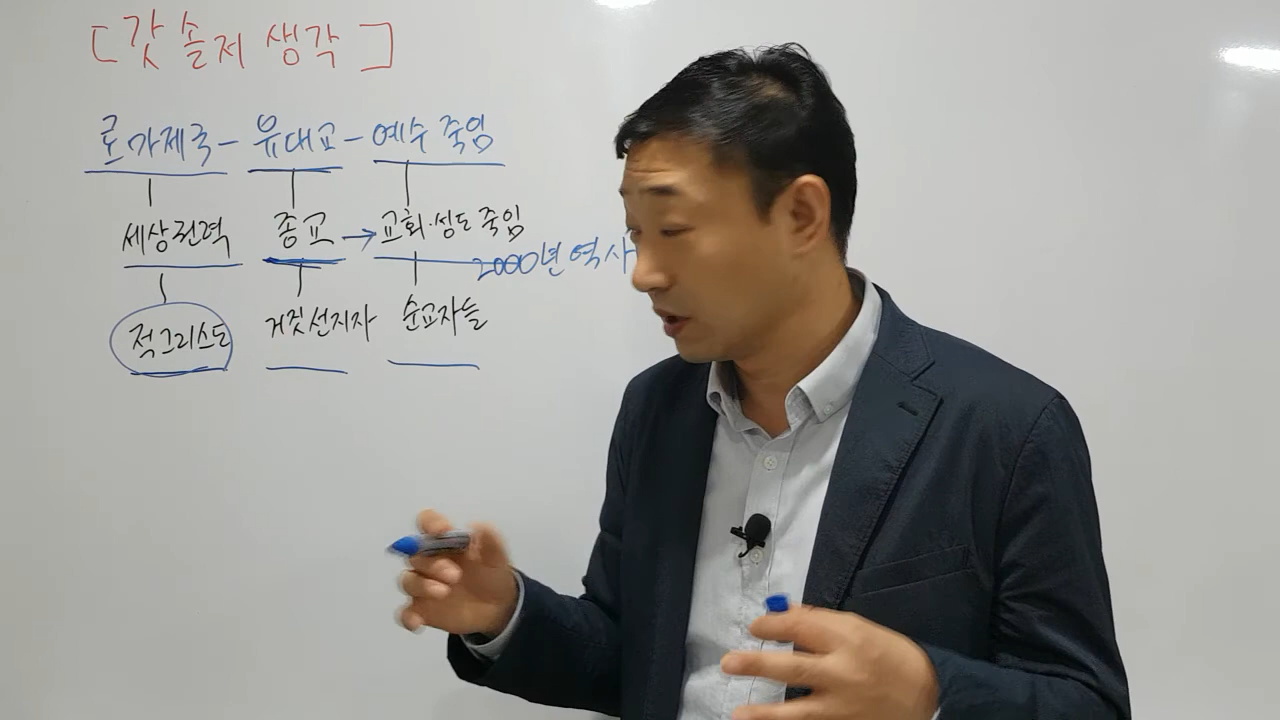 [갓솔저 생각]
로마제국 - 유대교 - 예수 죽임
세상권력 종교 → 교회·성도 죽임
2000년 역사
적그리스도 거짓선지자 순교자들